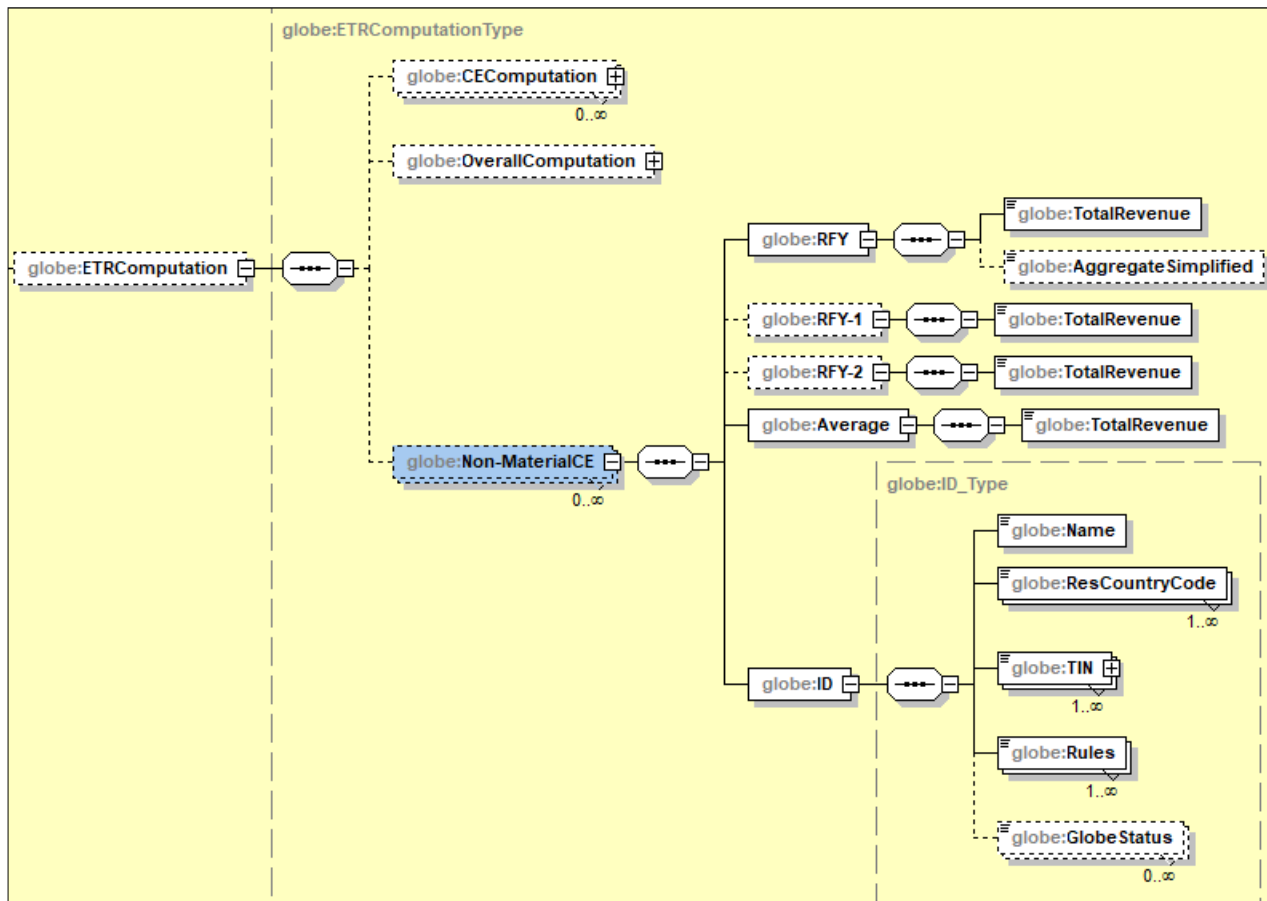 globe:ETRComputationType
globe:CEComputation
0..∞
globe:OverallComputation
globe:ETRComputation
globe:RFY
globe:TotalRevenue
globe:AggregateSimplified
globe:RFY-1
globe:TotalRevenue
globe:RFY-2
globe:TotalRevenue
globe:Average
globe:TotalRevenue
globe:Non-MaterialCE
0..∞
globe:ID_Type
globe:Name
globe:ResCountryCode
1..∞
globe:ID
globe:TIN
1..∞
globe:Rules
1..∞
globe:GlobeStatus
0..∞